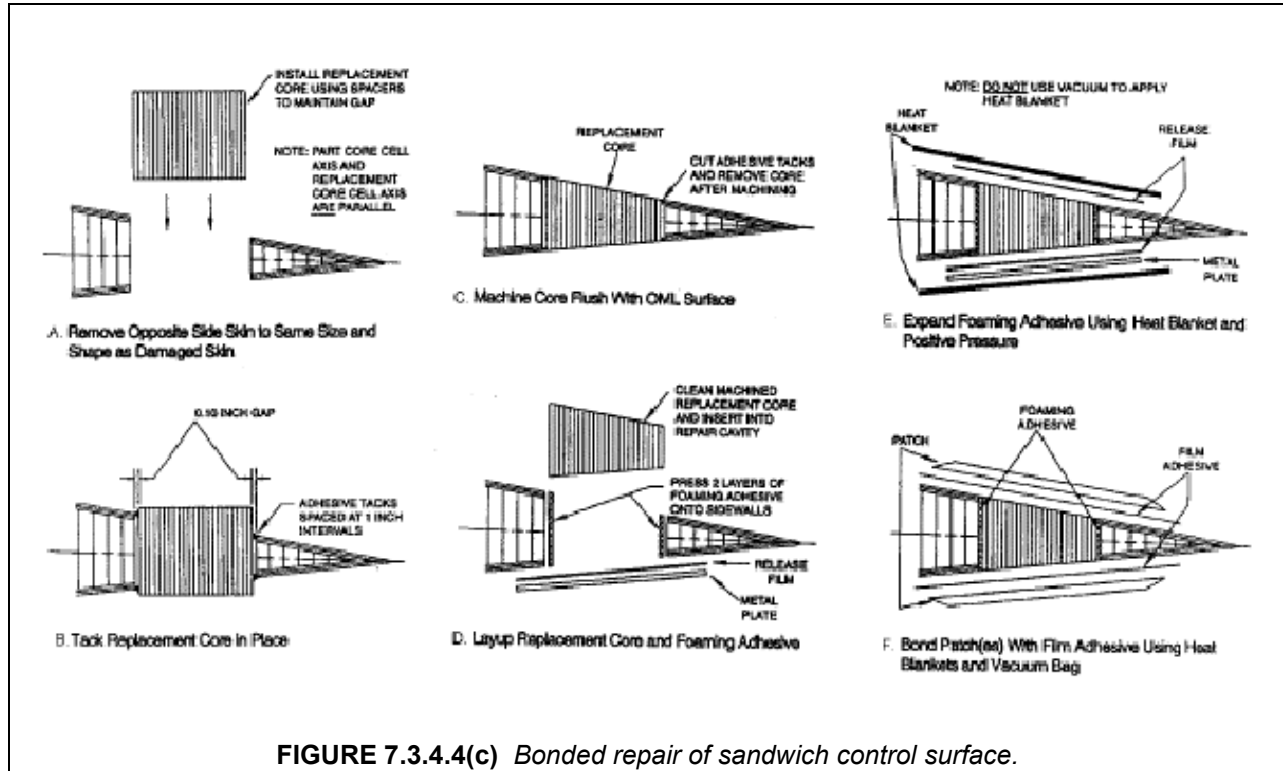 INSTALL REPLACEMENT
CORE USING SPACERS
TO MAINTAIN GAP
NOTE: PART CORE CELL
AXIS AND
REPLACEMENT
CORE CELL AXIS
ARE PARALLEL
A. Remove Opposite Side Skin to Same Size and
Shape as Damaged Skin
REPLACEMENT
CORE
CUT ADHESIVE TACKS
AND REMOVE CORE
AFTER MACHINING
C. Machine Core Flush With OML Surface
NOTE: DO NOT USE VACUUM TO APPLY
HEAT BLANKET
HEAT
BLANKET
RELEASE
FILM
METAL
PLATE
E. Expand Foaming Adhesive Using Heat Blanket and
Positive Pressure
INCH GAP
ADHESIVE TACKS
SPACED AT 1 INCH
INTERVALS
B. Tack Replacement Core in Place
CLEAN MACHINED
REPLACEMENT CORE
AND INSERT INTO
REPAIR CAVITY
PRESS 2 LAYERS OF
FOAMING ADHESIVE
ONTO SIDEWALLS
RELEASE
FILM
METAL
PLATE
D. Layup Replacement Core and Foaming Adhesive
FOAMING
ADHESIVE
PATCH
FILM
ADHESIVE
F. Bond Patch(es) With Film Adhesive Using Heat
Blankets and Vacuum Bag
FIGURE 7.3.4.4(c) Bonded repair of sandwich control surface.